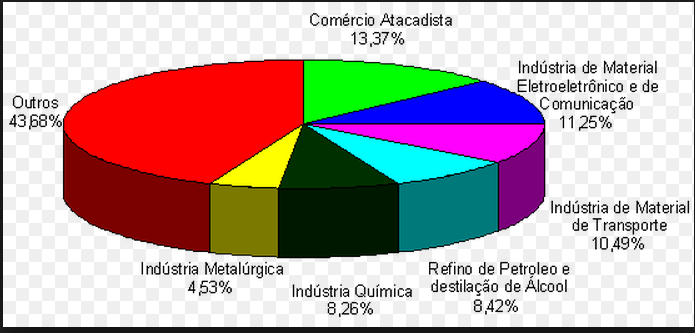 Comércio Atacadista
13,37%
Indústria de Material
Eletroeletrônico e de
Comunicação
11,25%
Outros
43,68%
Indústria de Material
de Transporte
10,49%
Indústria Metalúrgica
4,53%
Indústria Química
8,26%
Refino de Petroleo e
destilação de Álcool
8,42%